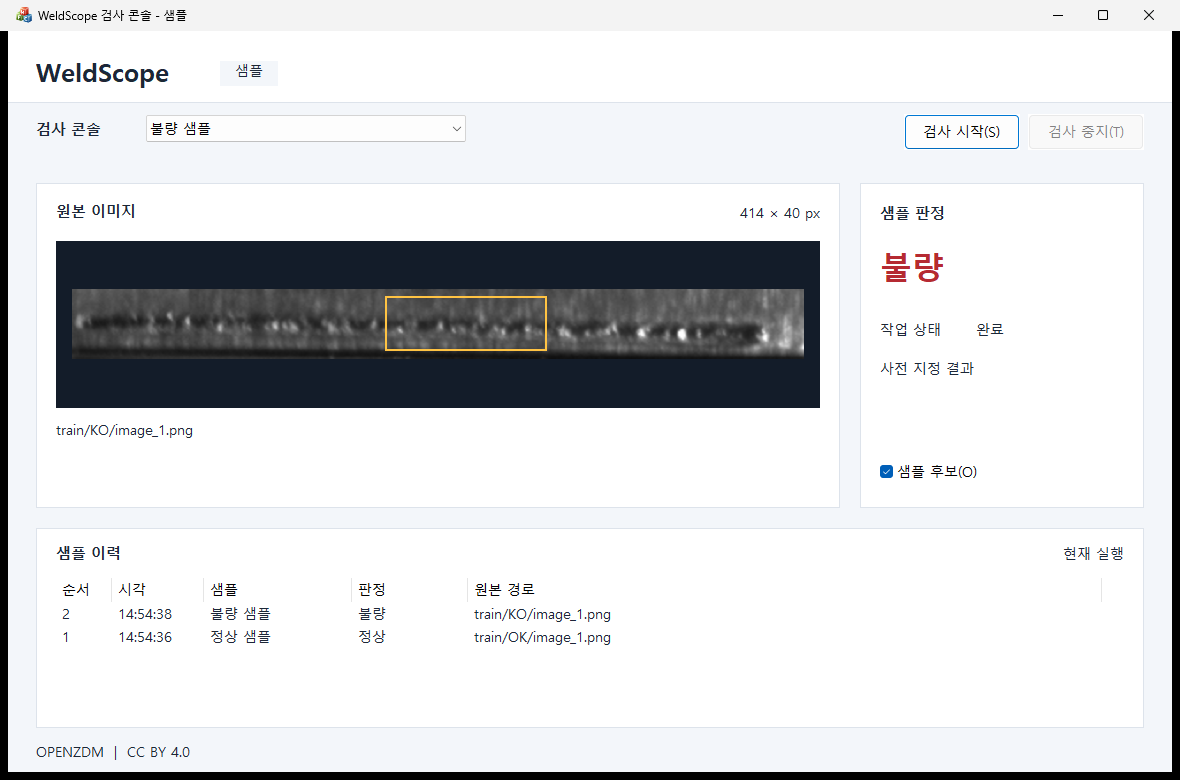 WeldScope 검사 콘솔 - 샘플
WeldScope 샘플
검사 콘솔 불량 샘플 검사 시작(S) 검사 중지(T)
원본 이미지 414 × 40 px
train/KO/image_1.png
샘플 판정
불량
작업 상태 완료
사전 지정 결과
샘플 후보(O)
샘플 이력 현재 실행
순서 시각 샘플 판정 원본 경로
2 14:54:38 불량 샘플 불량 train/KO/image_1.png
1 14:54:36 정상 샘플 정상 train/OK/image_1.png
OPENZDM | CC BY 4.0